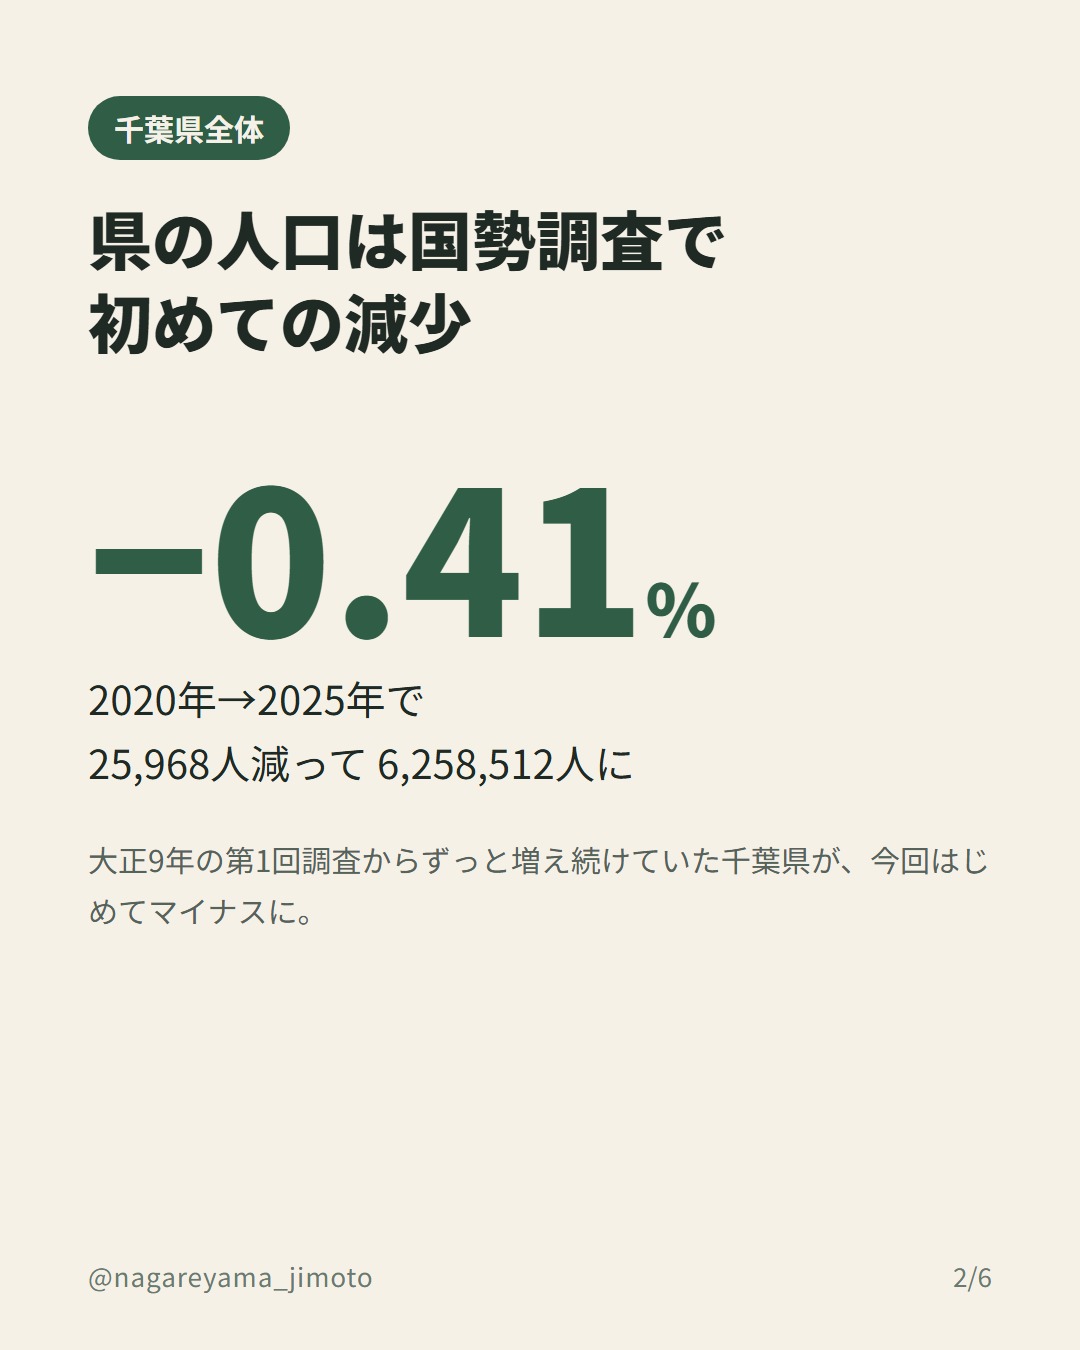 千葉県全体
県の人口は国勢調査で
初めての減少
−0.41%
2020年→2025年で
25,968人減って 6,258,512人に
大正9年の第1回調査からずっと増え続けていた千葉県が、今回はじ
めてマイナスに。
@nagareyama_jimoto
2/6